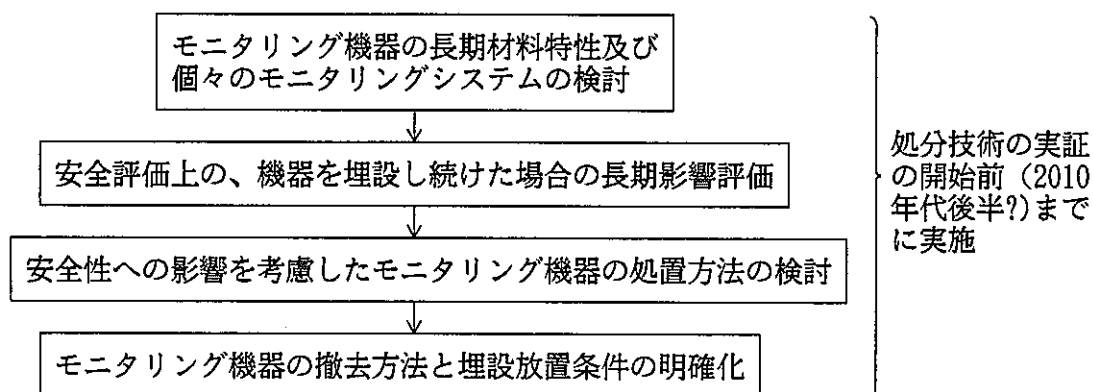 モニタリング機器の長期材料特性及び
個々のモニタリングシステムの検討
安全評価上の、機器を埋設し続けた場合の長期影響評価
安全性への影響を考慮したモニタリング機器の処置方法の検討
モニタリング機器の撤去方法と埋設放置条件の明確化
処分技術の実証
の開始前（2010
年代後半?）まで
に実施